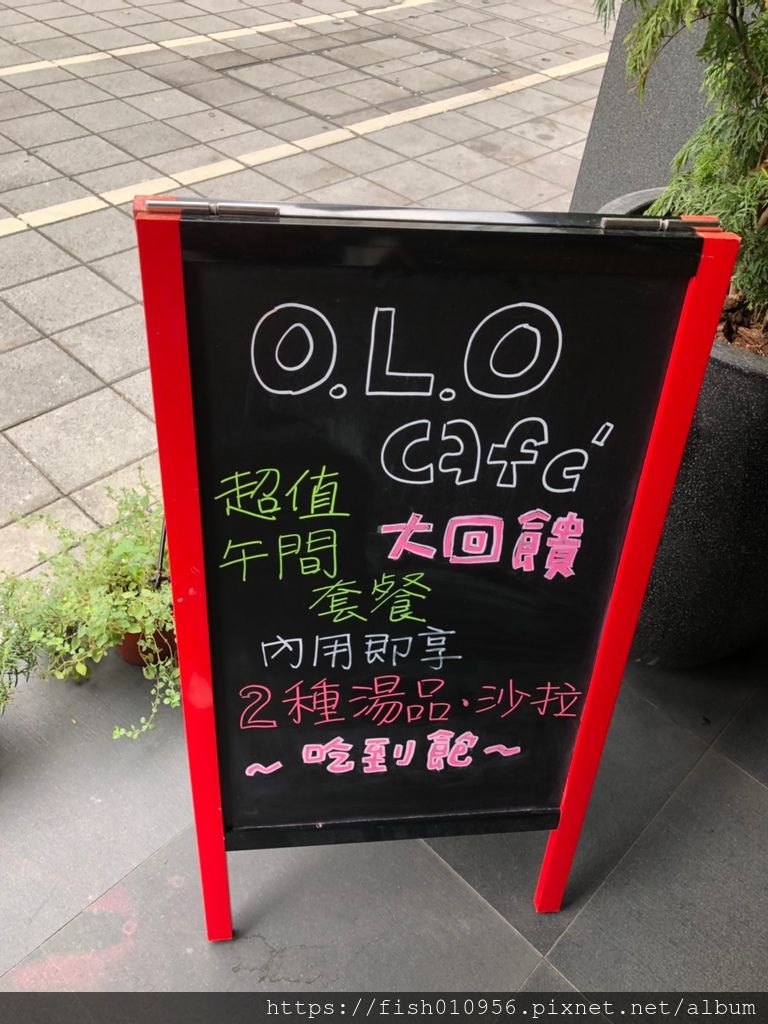 O.L.O
Café
超值
午間
套餐
大回饋
內用即享
2種湯品·沙拉
~吃到飽~
https://fish010956.pixnet.net/album